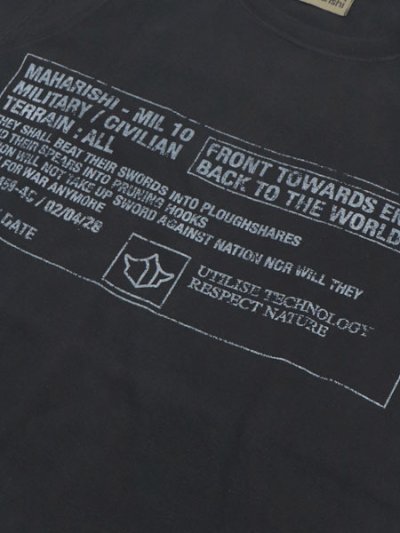 MAHARISHI - MIL 10
MILITARY / CIVILIAN
TERRAIN : ALL
FRONT TOWARDS
BACK TO THE WORLD
THEY SHALL BEAT THEIR SWORDS INTO PLOUGHSHARES
THEIR SPEARS INTO PRUNING HOOKS
WILL NOT TAKE UP SWORD AGAINST NATION NOR WILL THEY
FOR WAR ANYMORE
/ 02/04/28
DATE
UTILISE TECHNOLOGY
RESPECT NATURE